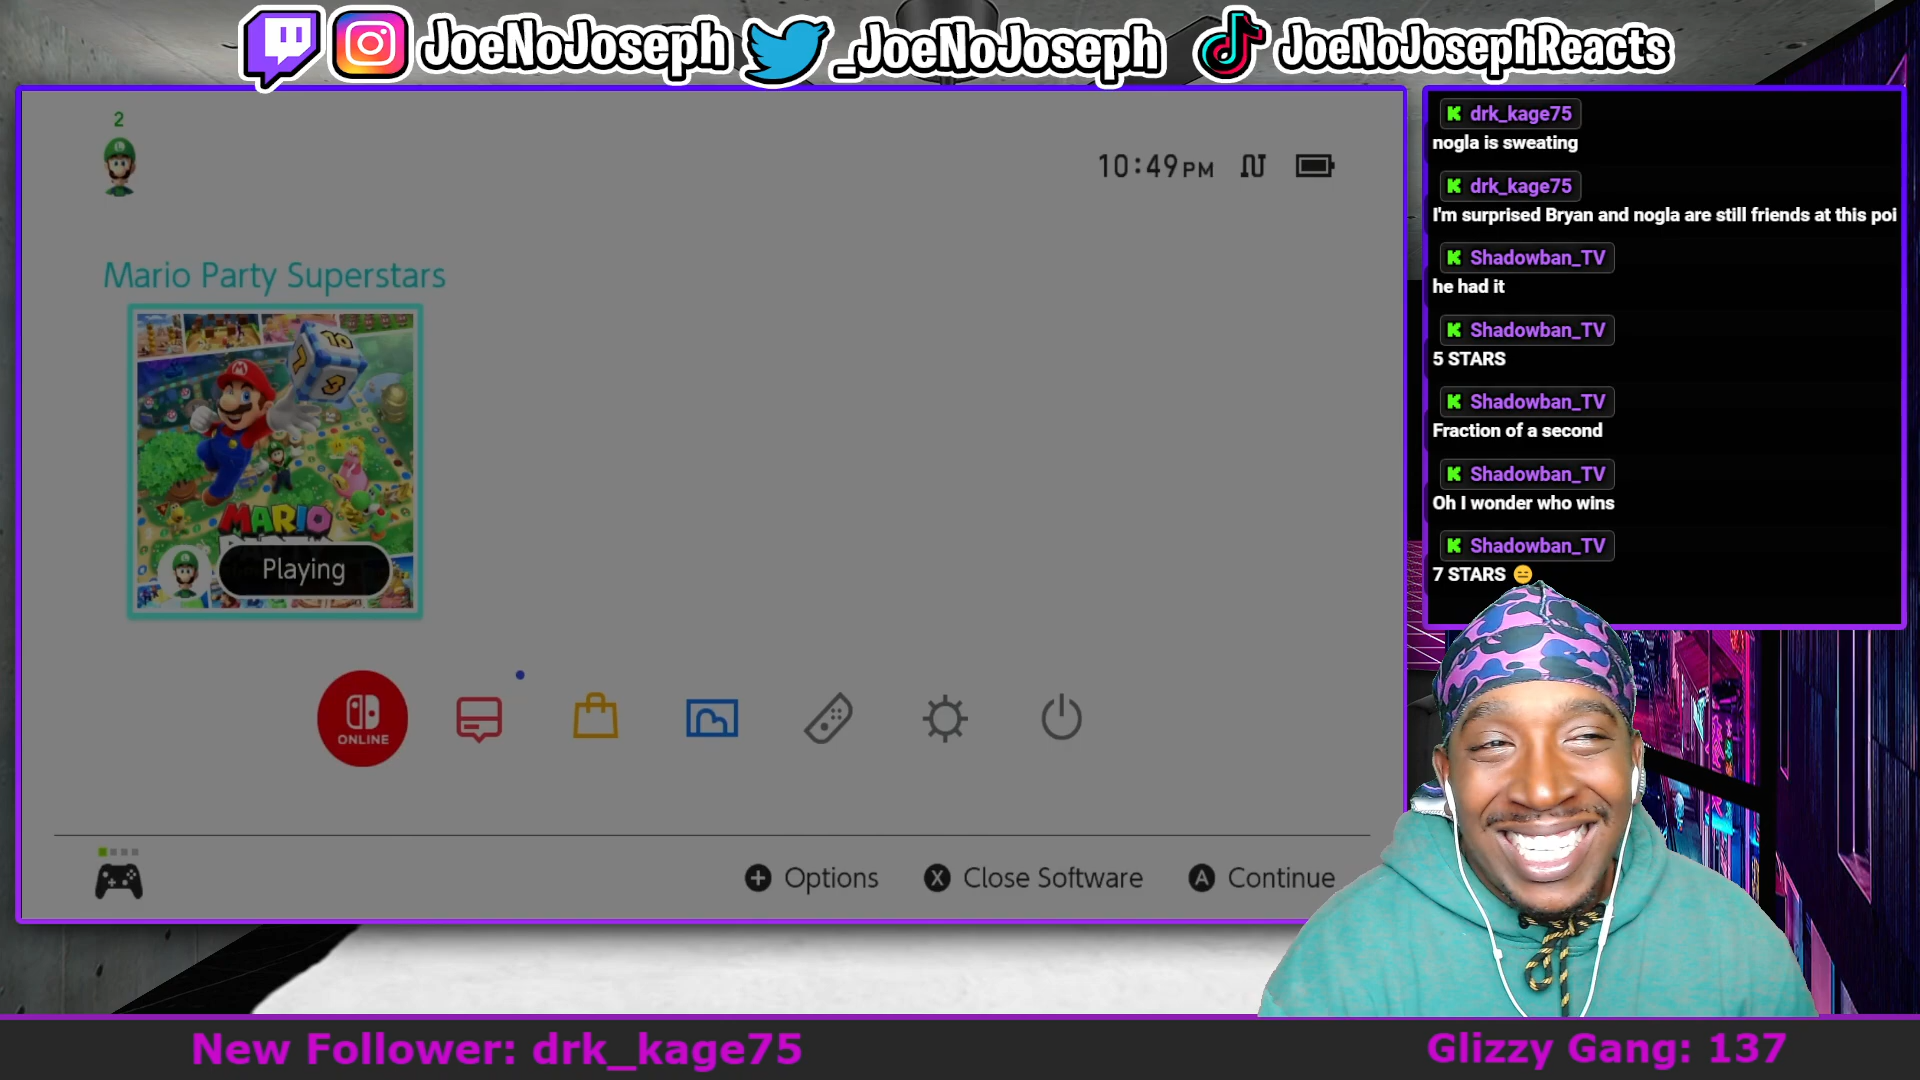 JoeNoJoseph
_JoeNoJoseph
JoeNoJosephReacts
2
10:49 PM
Mario Party Superstars
10
3
MARIO
Playing
ONLINE
Options
Close Software
Continue
drk_kage75
nogla is sweating
drk_kage75
I'm surprised Bryan and nogla are still friends at this poi
Shadowban_TV
he had it
Shadowban_TV
5 STARS
Shadowban_TV
Fraction of a second
Shadowban_TV
Oh I wonder who wins
Shadowban_TV
7 STARS 😑
New Follower: drk_kage75
Glizzy Gang: 137